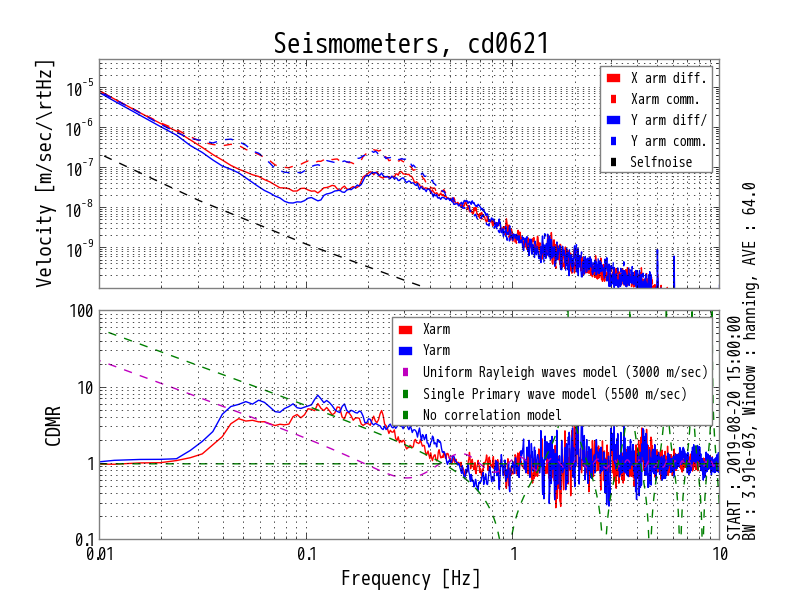 Seismometers, cd0621
Velocity [m/sec/\rtHz]
10^-5
10^-6
10^-7
10^-8
10^-9
X arm diff.
Xarm comm.
Y arm diff/
Y arm comm.
Selfnoise
CDMR
100
10
1
0.1
Xarm
Yarm
Uniform Rayleigh waves model (3000 m/sec)
Single Primary wave model (5500 m/sec)
No correlation model
0.01
0.1
1
10
Frequency [Hz]
START : 2019-08-20 15:00:00
BW : 3.91e-03, Window : hanning, AVE : 64.0